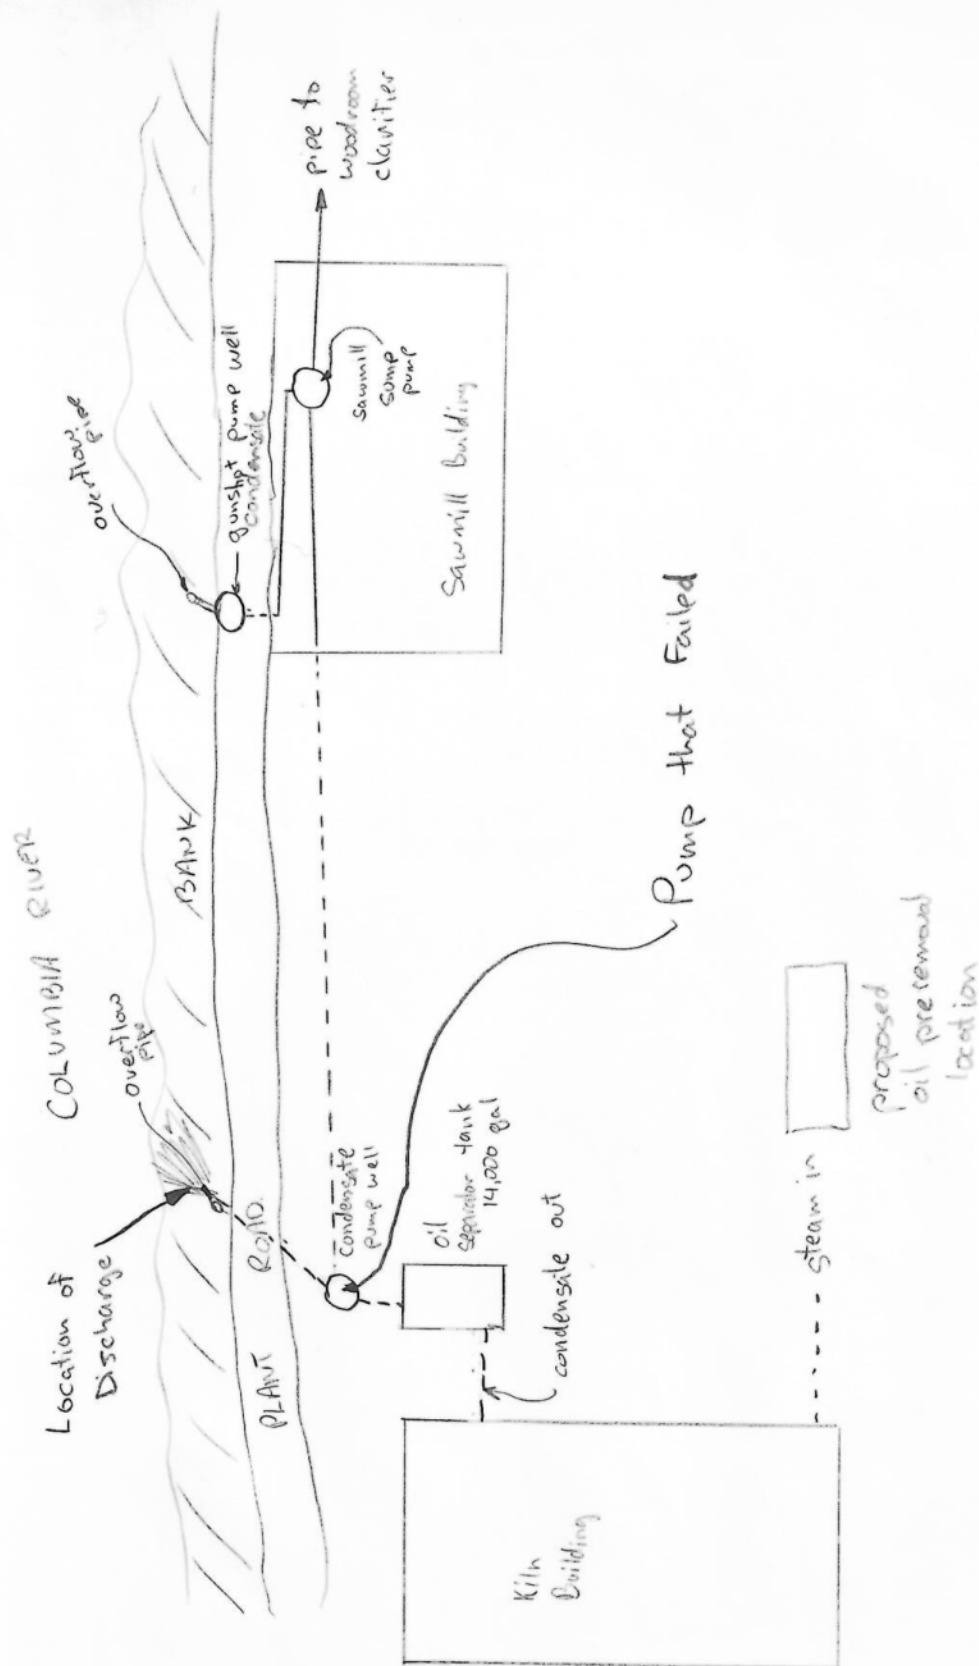 COLUMBIA RIVER
Location of
Discharge
overflow
pipe
overflow
pipe
BANK
PLANT ROAD
gunshot pump well
condensate
pipe to
woodroom
clarifier
condensate
pump well
sawmill
sump
pump
Sawmill Building
oil
separator tank
14,000 gal
condensate out
Pump that Failed
Kiln
Building
steam in
proposed
oil preremoval
location